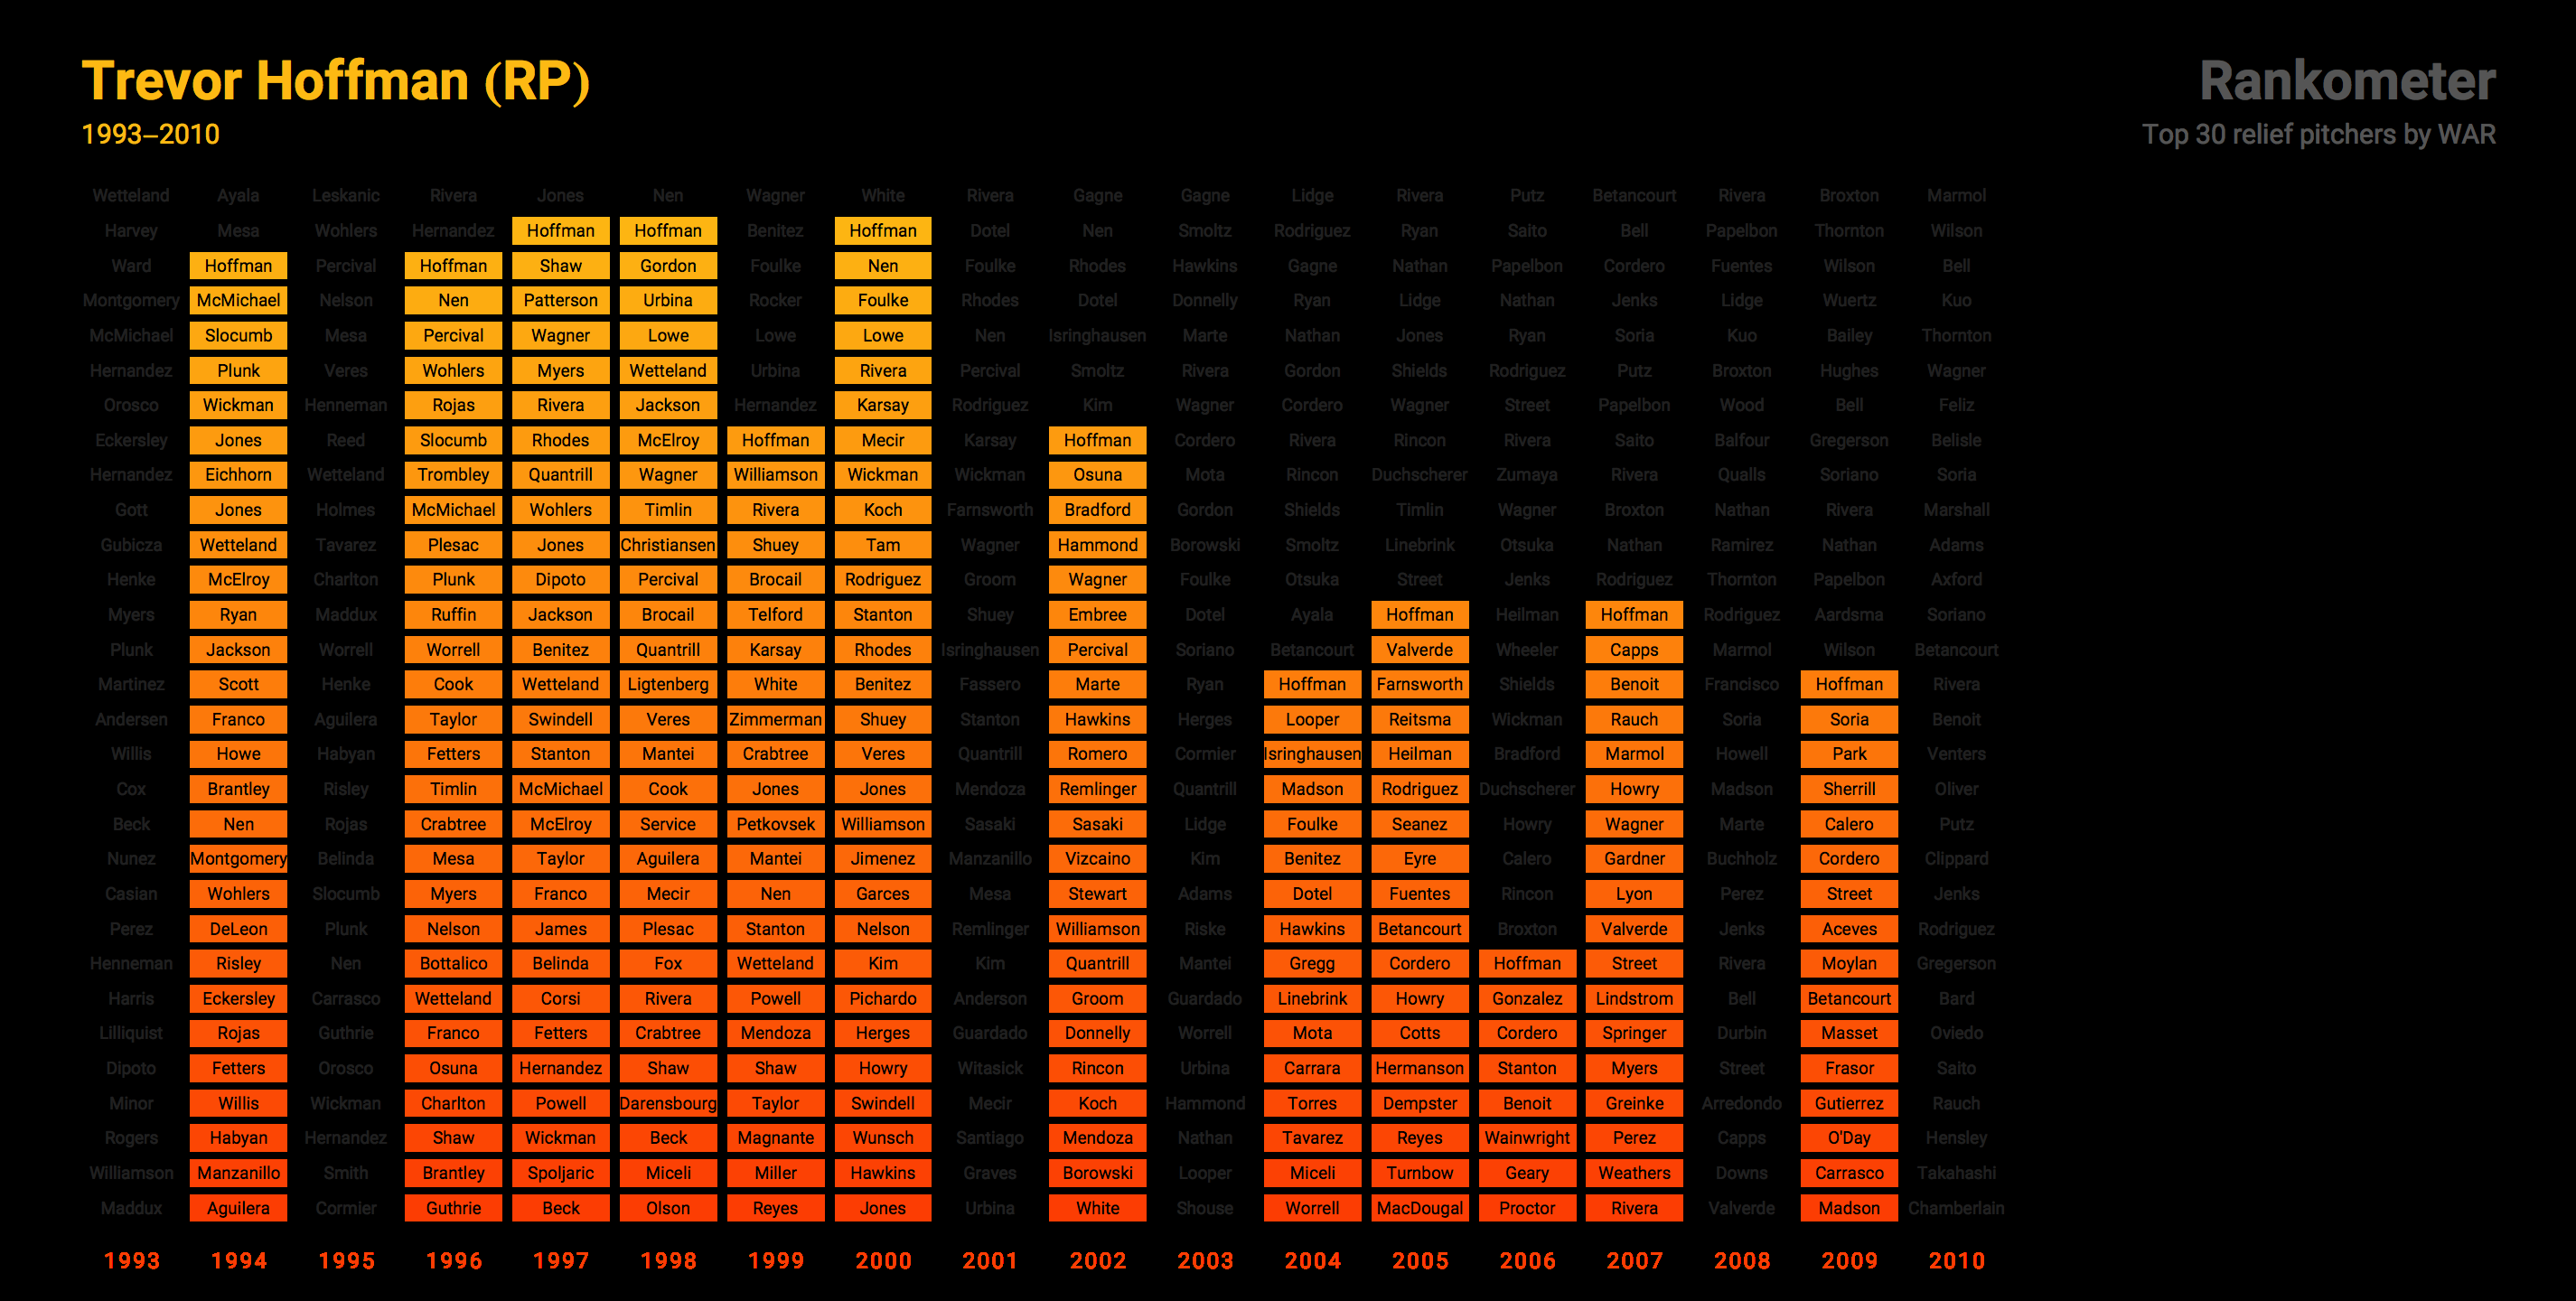 Trevor Hoffman (RP)
1993–2010
Rankometer
Top 30 relief pitchers by WAR
Wetteland Ayala Leskanic Rivera Jones Nen Wagner White Rivera Gagne Gagne Lidge Rivera Putz Betancourt Rivera Broxton Marmol
Harvey Mesa Wohlers Hernandez Hoffman Hoffman Benitez Hoffman Dotel Nen Smoltz Rodriguez Ryan Saito Bell Papelbon Thornton Wilson
Ward Hoffman Percival Hoffman Shaw Gordon Foulke Nen Foulke Rhodes Hawkins Gagne Nathan Papelbon Cordero Fuentes Wilson Bell
Montgomery McMichael Nelson Nen Patterson Urbina Rocker Foulke Rhodes Dotel Donnelly Ryan Lidge Nathan Jenks Lidge Wuertz Kuo
McMichael Slocumb Mesa Percival Wagner Lowe Lowe Lowe Nen Isringhausen Marte Nathan Jones Ryan Soria Kuo Bailey Thornton
Hernandez Plunk Veres Wohlers Myers Wetteland Urbina Rivera Percival Smoltz Rivera Gordon Shields Rodriguez Putz Broxton Hughes Wagner
Orosco Wickman Henneman Rojas Rivera Jackson Hernandez Karsay Rodriguez Kim Wagner Cordero Wagner Street Papelbon Wood Bell Feliz
Eckersley Jones Reed Slocumb Rhodes McElroy Hoffman Mecir Karsay Hoffman Cordero Rivera Rincon Rivera Saito Balfour Gregerson Belisle
Hernandez Eichhorn Wetteland Trombley Quantrill Wagner Williamson Wickman Wickman Osuna Mota Rincon Duchscherer Zumaya Rivera Qualls Soriano Soria
Gott Jones Holmes McMichael Wohlers Timlin Rivera Koch Farnsworth Bradford Gordon Shields Timlin Wagner Broxton Nathan Rivera Marshall
Gubicza Wetteland Tavarez Plesac Jones Christiansen Shuey Tam Wagner Hammond Borowski Smoltz Linebrink Otsuka Nathan Ramirez Nathan Adams
Henke McElroy Charlton Plunk Dipoto Percival Brocail Rodriguez Groom Wagner Foulke Otsuka Street Jenks Rodriguez Thornton Papelbon Axford
Myers Ryan Maddux Ruffin Jackson Brocail Telford Stanton Shuey Embree Dotel Ayala Hoffman Heilman Hoffman Rodriguez Aardsma Soriano
Plunk Jackson Worrell Worrell Benitez Quantrill Karsay Rhodes Isringhausen Percival Soriano Betancourt Valverde Wheeler Capps Marmol Wilson Betancourt
Martinez Scott Henke Cook Wetteland Ligtenberg White Benitez Fassero Marte Ryan Hoffman Farnsworth Shields Benoit Francisco Hoffman Rivera
Andersen Franco Aguilera Taylor Swindell Veres Zimmerman Shuey Stanton Hawkins Herges Looper Reitsma Wickman Rauch Soria Soria Benoit
Willis Howe Habyan Fetters Stanton Mantei Crabtree Veres Quantrill Romero Cormier Isringhausen Heilman Bradford Marmol Howell Park Venters
Cox Brantley Risley Timlin McMichael Cook Jones Jones Mendoza Remlinger Quantrill Madson Rodriguez Duchscherer Howry Madson Sherrill Oliver
Beck Nen Rojas Crabtree McElroy Service Petkovsek Williamson Sasaki Sasaki Lidge Foulke Seanez Howry Wagner Marte Calero Putz
Nunez Montgomery Belinda Mesa Taylor Aguilera Mantei Jimenez Manzanillo Vizcaino Kim Benitez Eyre Calero Gardner Buchholz Cordero Clippard
Casian Wohlers Slocumb Myers Franco Mecir Nen Garces Mesa Stewart Adams Dotel Fuentes Rincon Lyon Perez Street Jenks
Perez DeLeon Plunk Nelson James Plesac Stanton Nelson Remlinger Williamson Riske Hawkins Betancourt Broxton Valverde Jenks Aceves Rodriguez
Henneman Risley Nen Bottalico Belinda Fox Wetteland Kim Kim Quantrill Mantei Gregg Cordero Hoffman Street Rivera Moylan Gregerson
Harris Eckersley Carrasco Wetteland Corsi Rivera Powell Pichardo Anderson Groom Guardado Linebrink Howry Gonzalez Lindstrom Bell Betancourt Bard
Lilliquist Rojas Guthrie Franco Fetters Crabtree Mendoza Herges Guardado Donnelly Worrell Mota Cotts Cordero Springer Durbin Masset Oviedo
Dipoto Fetters Orosco Osuna Hernandez Shaw Shaw Howry Witasick Rincon Urbina Carrara Hermanson Stanton Myers Street Frasor Saito
Minor Willis Wickman Charlton Powell Darensbourg Taylor Swindell Mecir Koch Hammond Torres Dempster Benoit Greinke Arredondo Gutierrez Rauch
Rogers Habyan Hernandez Shaw Wickman Beck Magnante Wunsch Santiago Mendoza Nathan Tavarez Reyes Wainwright Perez Capps O'Day Hensley
Williamson Manzanillo Smith Brantley Spoljaric Miceli Miller Hawkins Graves Borowski Looper Miceli Turnbow Geary Weathers Downs Carrasco Takahashi
Maddux Aguilera Cormier Guthrie Beck Olson Reyes Jones Urbina White Shouse Worrell MacDougal Proctor Rivera Valverde Madson Chamberlain
1993 1994 1995 1996 1997 1998 1999 2000 2001 2002 2003 2004 2005 2006 2007 2008 2009 2010